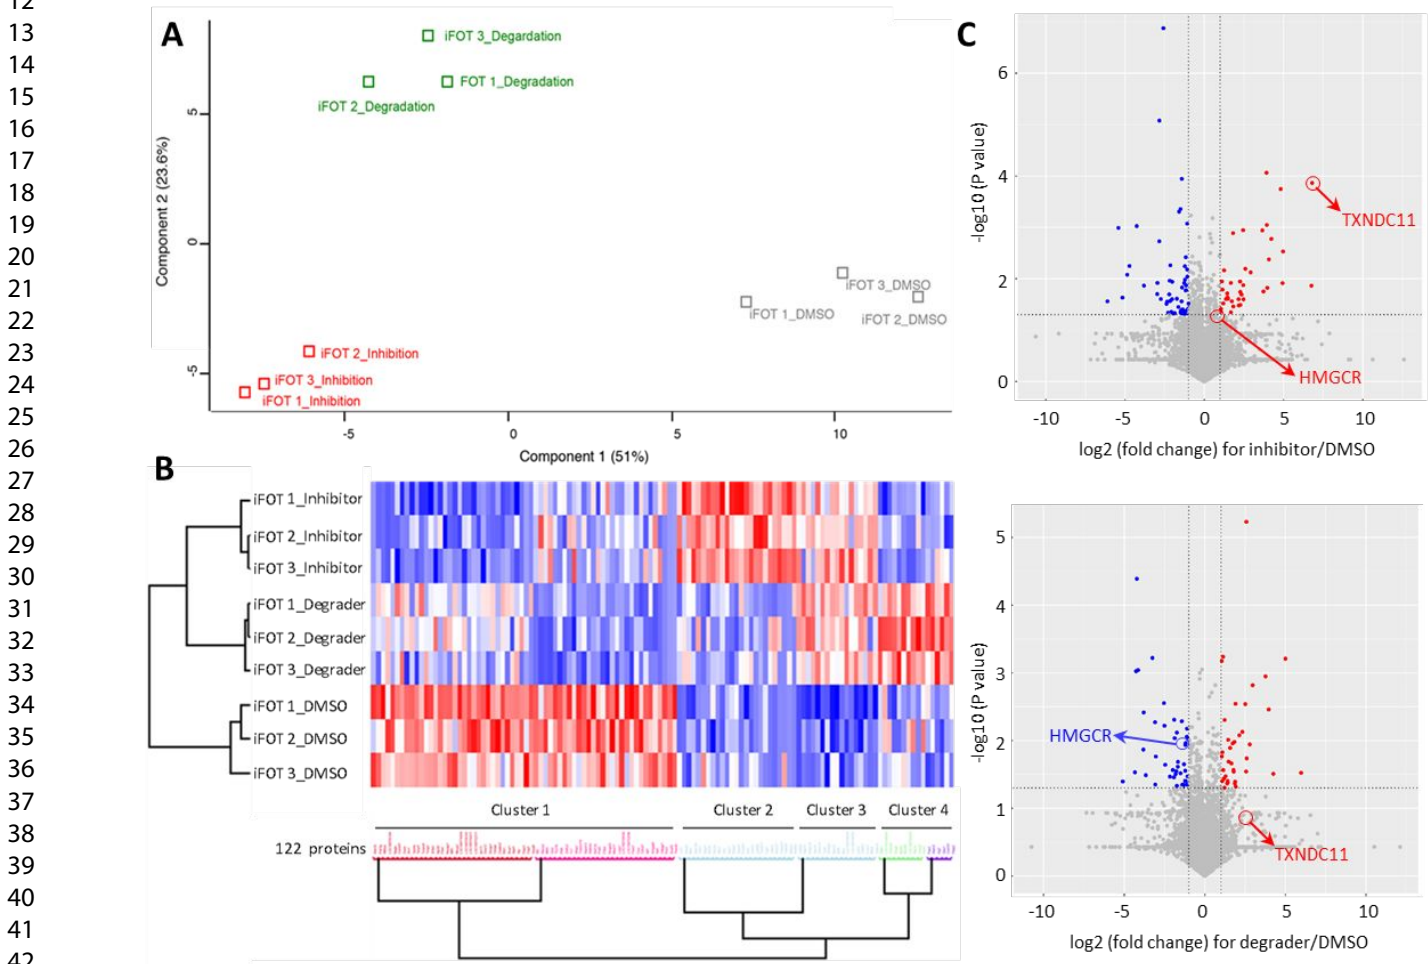 12
13
14
15
16
17
18
19
20
21
22
23
24
25
26
27
28
29
30
31
32
33
34
35
36
37
38
39
40
41
42
A
iFOT 3_Degardation
FOT 1_Degradation
iFOT 2_Degradation
5
0
-5
Component 2 (23.6%)
iFOT 3_DMSO
iFOT 1_DMSO
iFOT 2_DMSO
iFOT 2_Inhibition
iFOT 3_Inhibition
iFOT 1_Inhibition
-5
0
5
10
Component 1 (51%)
B
iFOT 1_Inhibitor
iFOT 2_Inhibitor
iFOT 3_Inhibitor
iFOT 1_Degrader
iFOT 2_Degrader
iFOT 3_Degrader
iFOT 1_DMSO
iFOT 2_DMSO
iFOT 3_DMSO
Cluster 1
Cluster 2
Cluster 3
Cluster 4
122 proteins
C
6
4
2
0
-log10 (P value)
TXNDC11
HMGCR
-10
-5
0
5
10
log2 (fold change) for inhibitor/DMSO
5
4
3
2
1
0
-log10 (P value)
HMGCR
TXNDC11
-10
-5
0
5
10
log2 (fold change) for degrader/DMSO